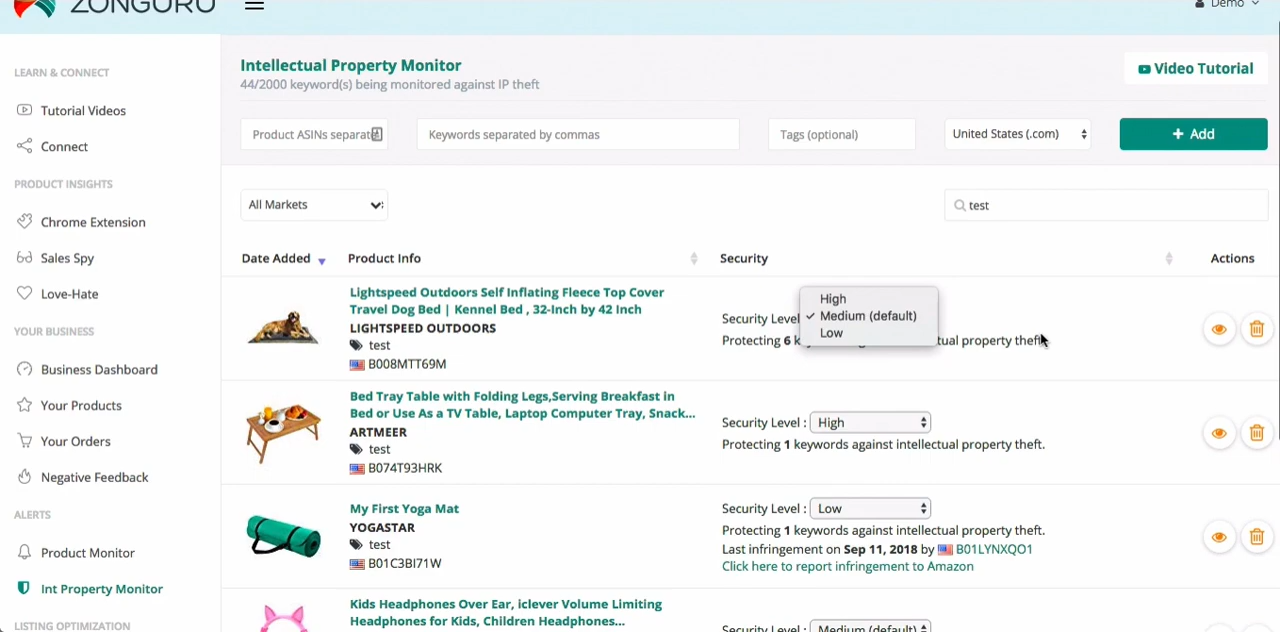 ZONGURU
Demo
LEARN & CONNECT
Tutorial Videos
Connect
PRODUCT INSIGHTS
Chrome Extension
Sales Spy
Love-Hate
YOUR BUSINESS
Business Dashboard
Your Products
Your Orders
Negative Feedback
ALERTS
Product Monitor
Int Property Monitor
LISTING OPTIMIZATION
Intellectual Property Monitor
44/2000 keyword(s) being monitored against IP theft
Video Tutorial
Product ASINs separate
Keywords separated by commas
Tags (optional)
United States (.com)
+ Add
All Markets
test
Date Added
Product Info
Security
Actions
Lightspeed Outdoors Self Inflating Fleece Top Cover
Travel Dog Bed | Kennel Bed , 32-Inch by 42 Inch
LIGHTSPEED OUTDOORS
test
B008MTT69M
Security Level
High
✓ Medium (default)
Low
Protecting 6 k
tual property theft
Bed Tray Table with Folding Legs,Serving Breakfast in
Bed or Use As a TV Table, Laptop Computer Tray, Snack...
ARTMEER
test
B074T93HRK
Security Level : High
Protecting 1 keywords against intellectual property theft.
My First Yoga Mat
YOGASTAR
test
B01C3BI71W
Security Level : Low
Protecting 1 keywords against intellectual property theft.
Last infringement on Sep 11, 2018 by B01LYNXQO1
Click here to report infringement to Amazon
Kids Headphones Over Ear, iclever Volume Limiting
Headphones for Kids, Children Headphones...
Security Level : Medium (default)